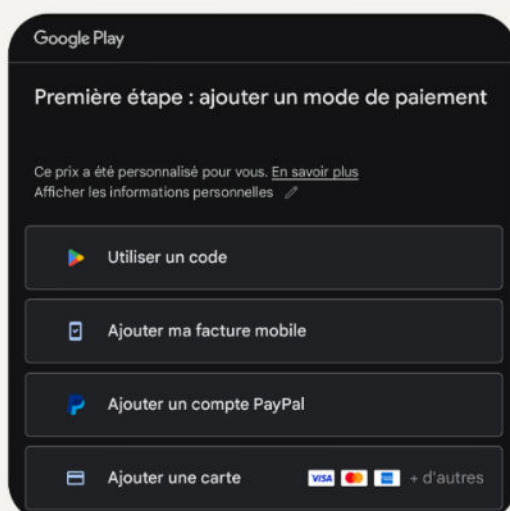 Google Play
Première étape : ajouter un mode de paiement
Ce prix a été personnalisé pour vous. En savoir plus
Afficher les informations personnelles
Utiliser un code
Ajouter ma facture mobile
Ajouter un compte PayPal
Ajouter une carte VISA + d'autres